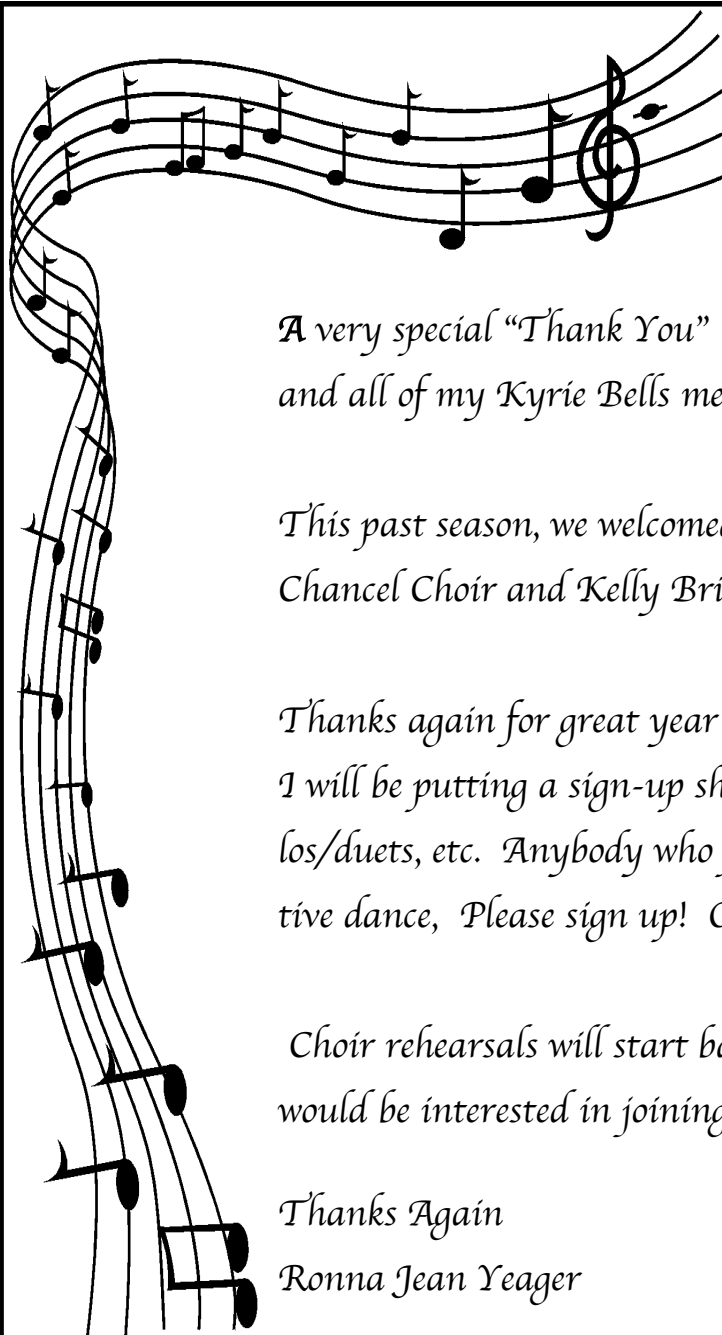 A very special “Thank You”
and all of my Kyrie Bells me
This past season, we welcome
Chancel Choir and Kelly Bri
Thanks again for great year
I will be putting a sign-up sh
los/duets, etc. Anybody who
tive dance, Please sign up!
Choir rehearsals will start ba
would be interested in joining
Thanks Again
Ronna Jean Yeager